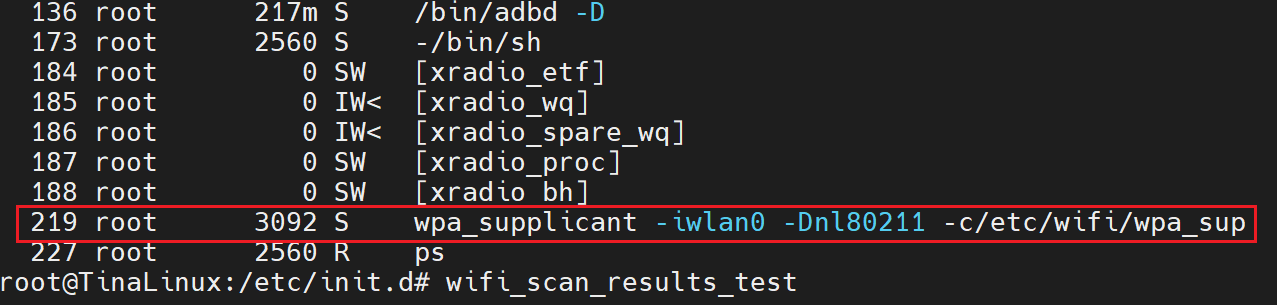 136 root 217m S /bin/adbd -D
173 root 2560 S -/bin/sh
184 root 0 SW [xradio_etf]
185 root 0 IW< [xradio_wq]
186 root 0 IW< [xradio_spare_wq]
187 root 0 SW [xradio_proc]
188 root 0 SW [xradio_bh]
219 root 3092 S wpa_supplicant -iwlan0 -Dnl80211 -c/etc/wifi/wpa_sup
227 root 2560 R ps
root@TinaLinux:/etc/init.d# wifi_scan_results_test